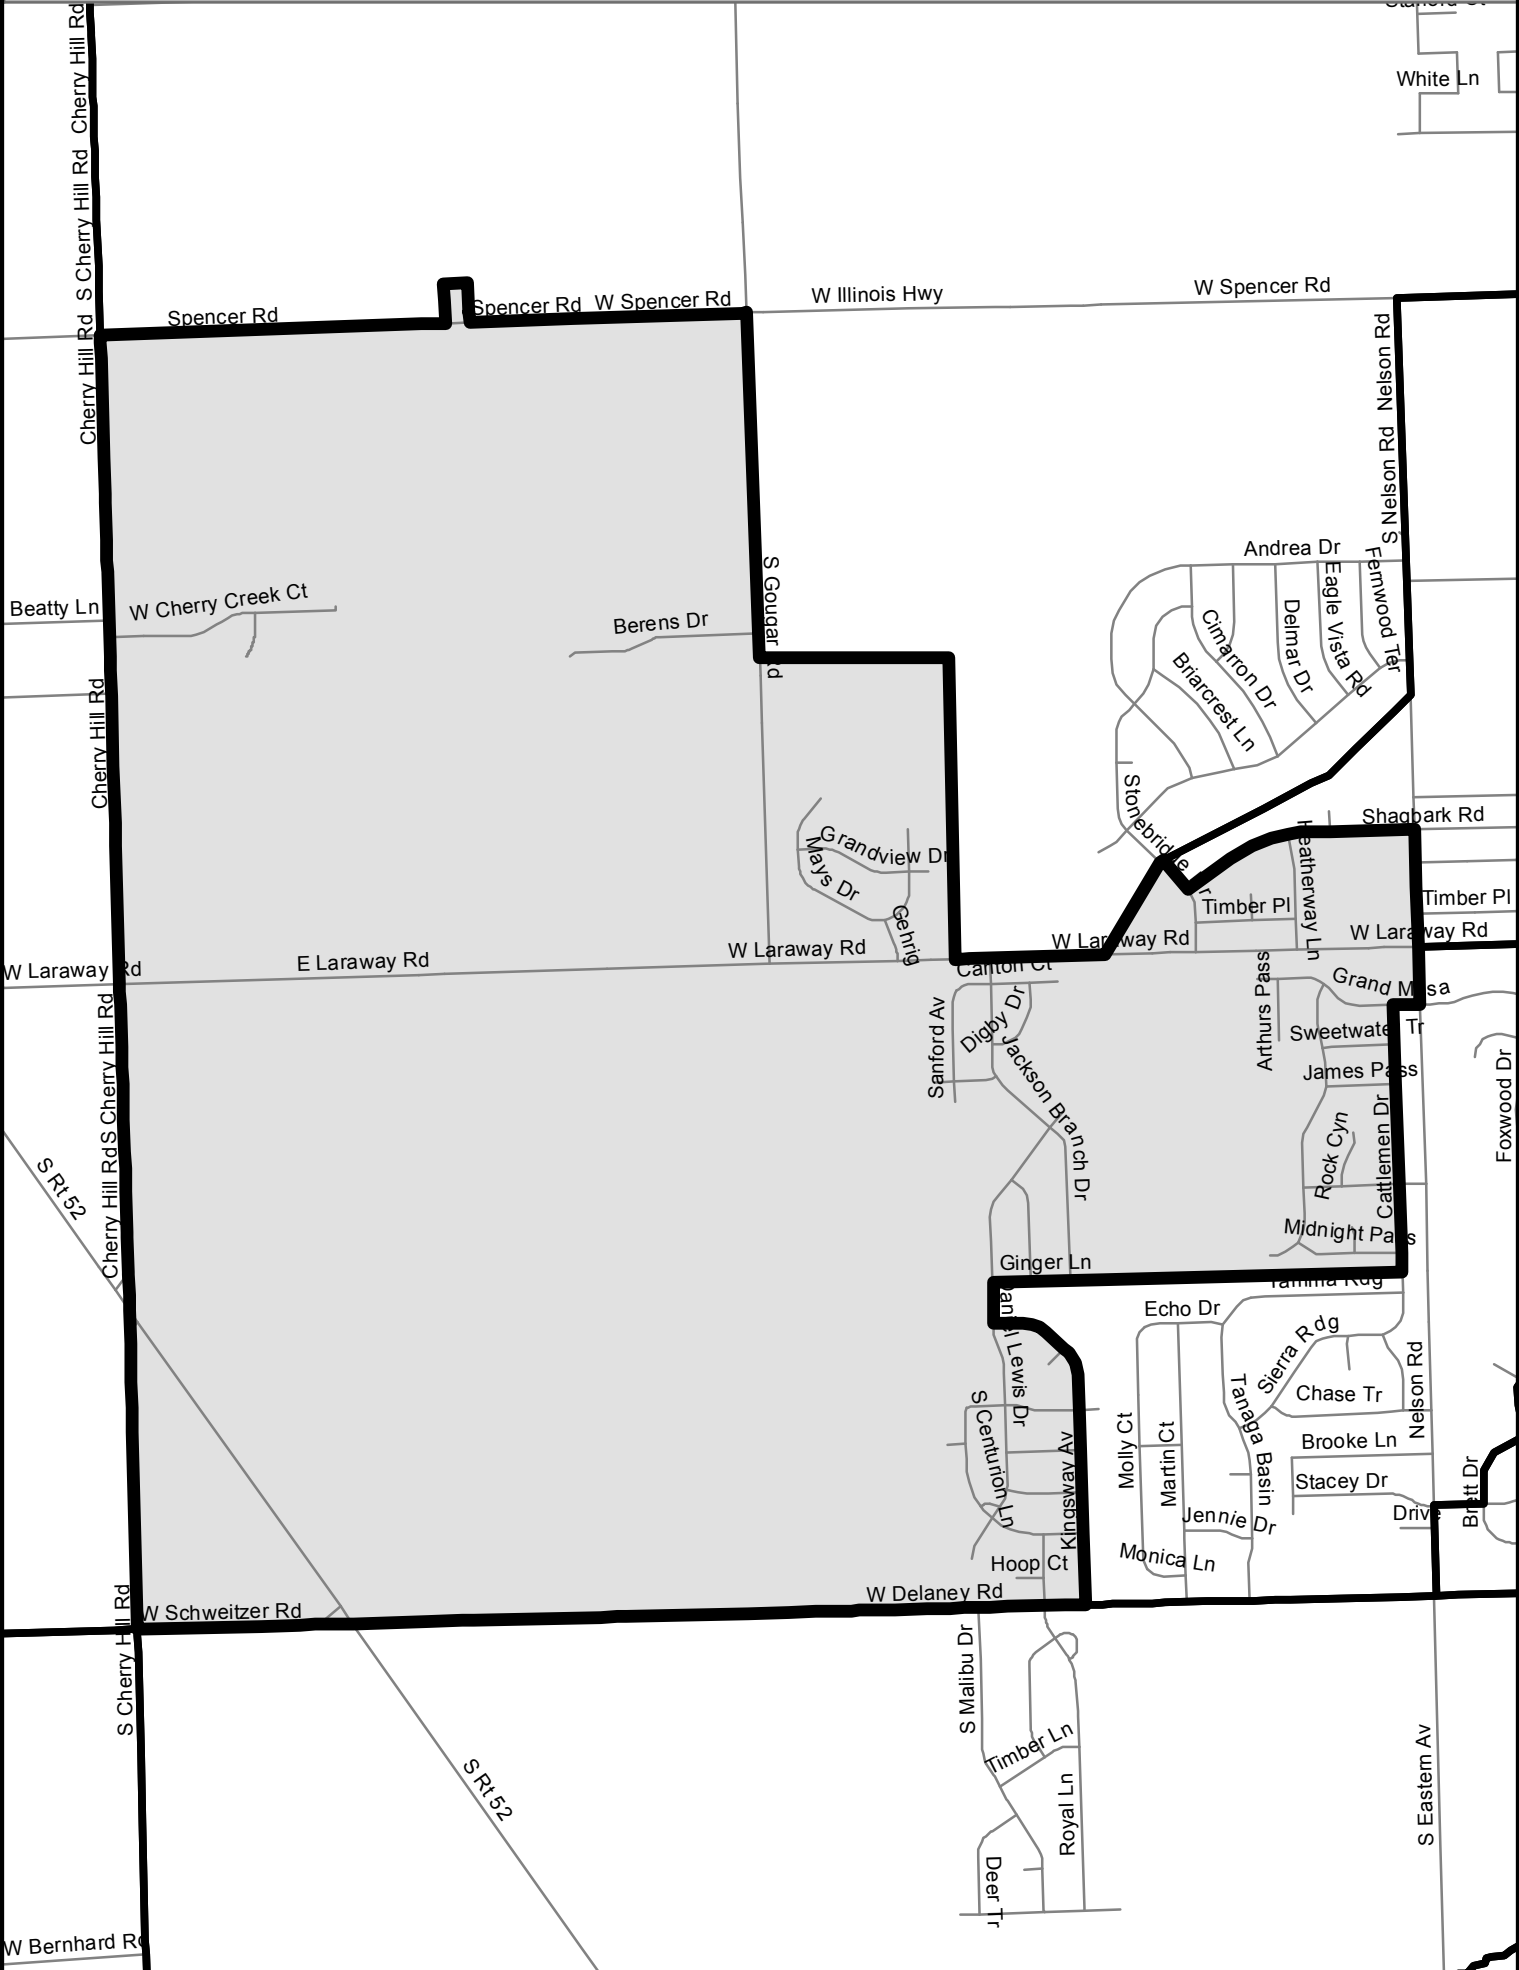 Cherry Hill Rd
White Ln
Cherry Hill Rd
S Cherry Hill Rd
W Illinois Hwy
W Spencer Rd
Spencer Rd
Spencer Rd
W Spencer Rd
Cherry Hill Rd
Nelson Rd
S Nelson Rd
Andrea Dr
Fernwood Ter
Eagle Vista Rd
Delmar Dr
Cimarron Dr
Briarcrest Ln
S Gougar Rd
Beatty Ln
W Cherry Creek Ct
Berens Dr
Cherry Hill Rd
Stonebridge Dr
Shagbark Rd
Heatherway Ln
Grandview Dr
Mays Dr
Gehrig
Timber Pl
Timber Pl
W Laraway Rd
W Laraway Rd
W Laraway Rd
E Laraway Rd
W Laraway Rd
Canton Ct
Grand Mesa
Arthurs Pass
Sanford Av
Digby Dr
Jackson Branch Dr
Sweetwater Tr
James Pass
Foxwood Dr
S Cherry Hill Rd
Cherry Hill Rd
Rock Cyn
Cattlemen Dr
S Rt 52
Midnight Pass
Ginger Ln
Tamma Rdg
Daniel Lewis Dr
Echo Dr
Sierra Rdg
Tanaga Basin
Chase Tr
Nelson Rd
S Centurion Ln
Kingsway Av
Molly Ct
Martin Ct
Brooke Ln
Stacey Dr
Brett Dr
Drive
Jennie Dr
Monica Ln
Hoop Ct
W Delaney Rd
W Schweitzer Rd
S Cherry Hill Rd
S Malibu Dr
Timber Ln
Royal Ln
S Eastern Av
S Rt 52
Deer Tr
W Bernhard Rd